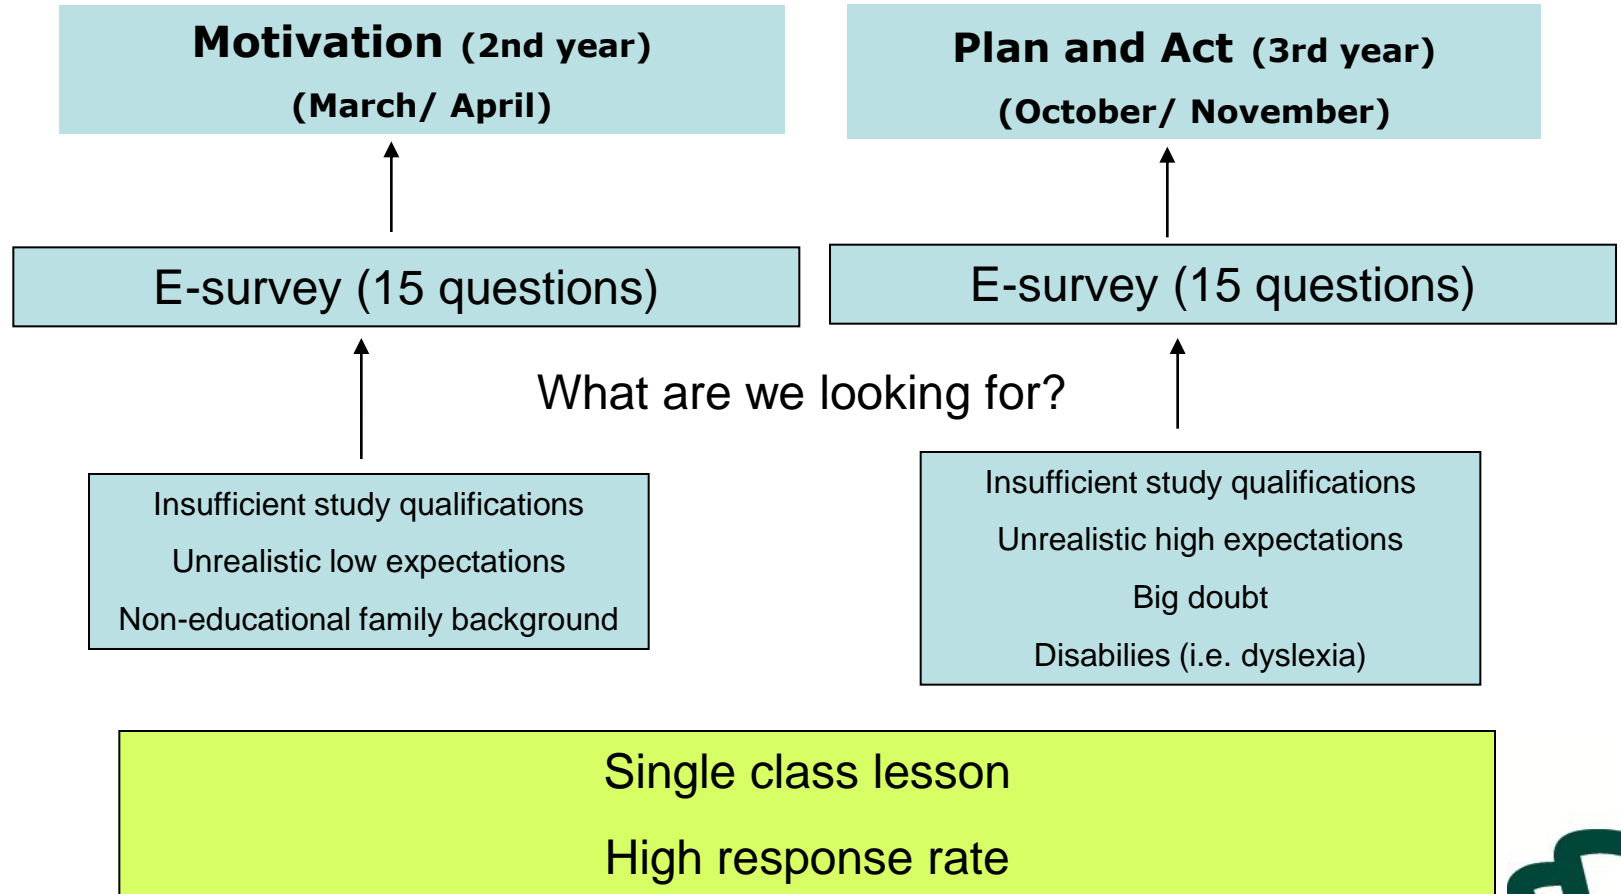 Motivation (2nd year)
(March/ April)
Plan and Act (3rd year)
(October/ November)
E-survey (15 questions)
E-survey (15 questions)
What are we looking for?
Insufficient study qualifications
Unrealistic low expectations
Non-educational family background
Insufficient study qualifications
Unrealistic high expectations
Big doubt
Disabilies (i.e. dyslexia)
Single class lesson
High response rate